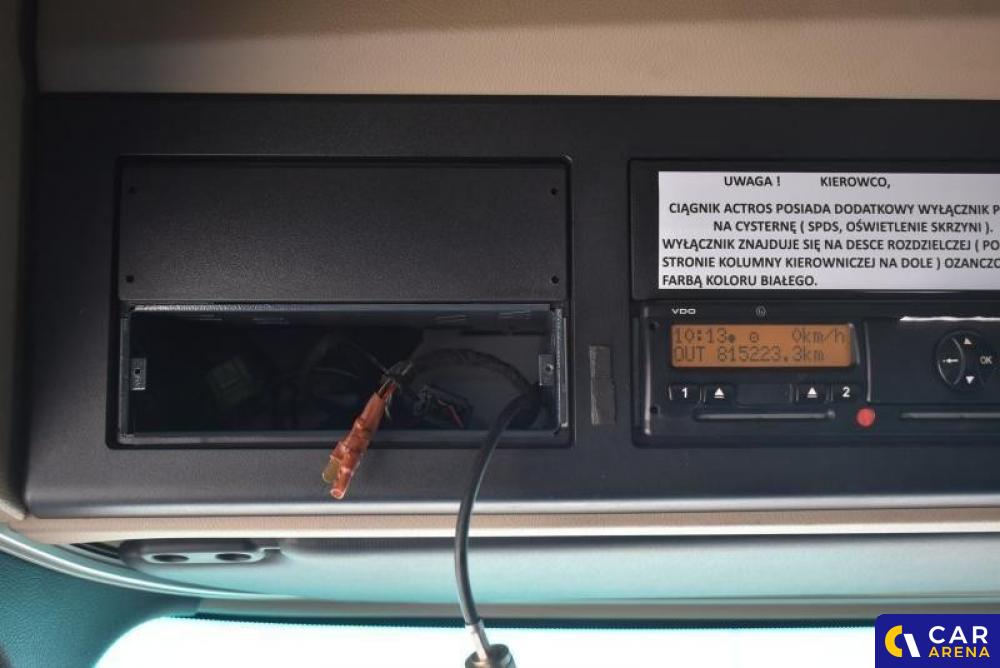 UWAGA ! KIEROWCO,
CIĄGNIK ACTROS POSIADA DODATKOWY WYŁĄCZNIK
NA CYSTERNĘ ( SPDS, OŚWIETLENIE SKRZYNI ).
WYŁĄCZNIK ZNAJDUJE SIĘ NA DESCE ROZDZIELCZEJ ( PO
STRONIE KOLUMNY KIEROWNICZEJ NA DOLE ) OZANCZO
FARBĄ KOLORU BIAŁEGO.
VDO
10:13 0km/h
OUT 815223.3km
1 2 OK
CAR
ARENA